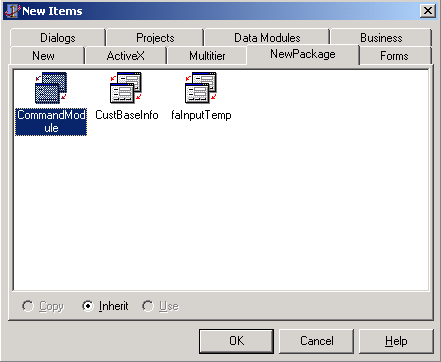 New Items
Dialogs Projects Data Modules Business
New ActiveX Multitier NewPackage Forms
CommandMod
ule
CustBaseInfo
faInputTemp
Copy Inherit Use
OK Cancel Help